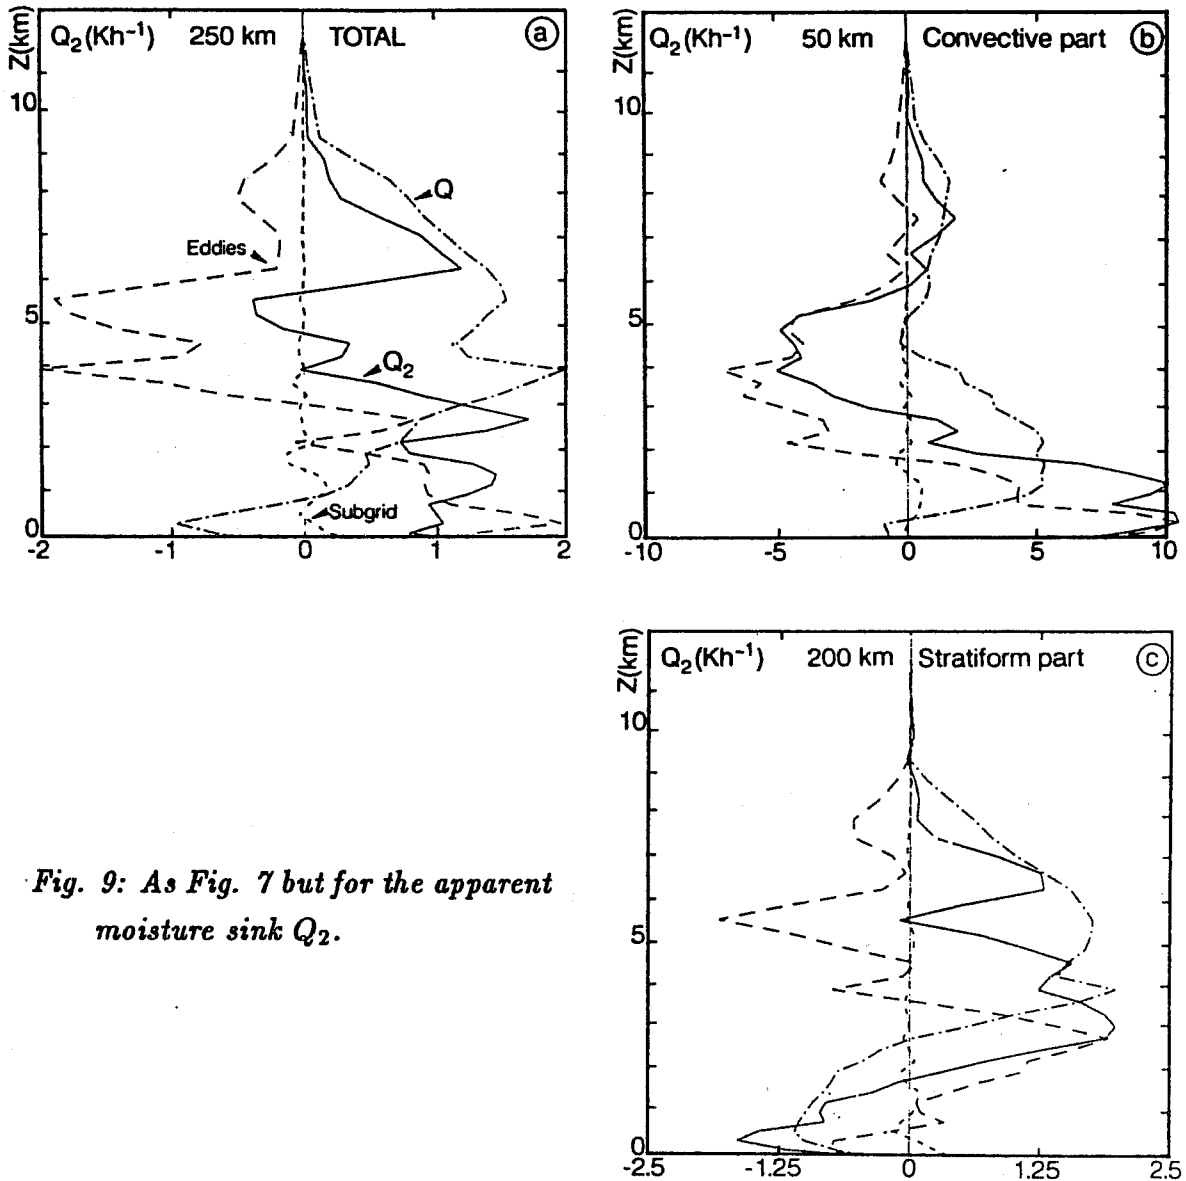 Q₂(Kh⁻¹) 250 km TOTAL ⓐ
Z(km)
10
5
0
Q
Eddies
Q₂
Subgrid
-2 -1 0 1 2
Q₂(Kh⁻¹) 50 km Convective part ⓑ
Z(km)
10
5
0
-10 -5 0 5 10
Q₂(Kh⁻¹) 200 km Stratiform part ⓒ
Z(km)
10
5
0
-2.5 -1.25 0 1.25 2.5
Fig. 9: As Fig. 7 but for the apparent
moisture sink Q₂.